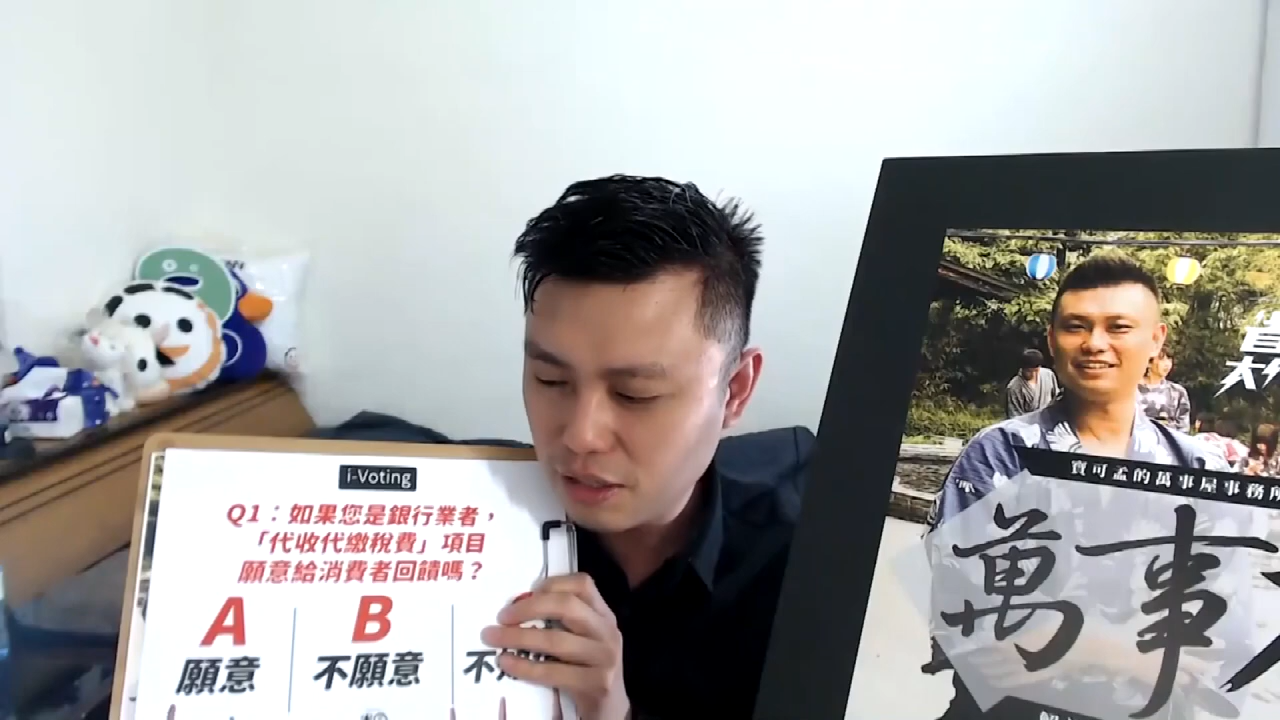 i-Voting
Q1：如果您是銀行業者，
「代收代繳稅費」項目
願意給消費者回饋嗎？
A
B
願意
不願意
不
寶可孟的萬事屋事務所
萬事